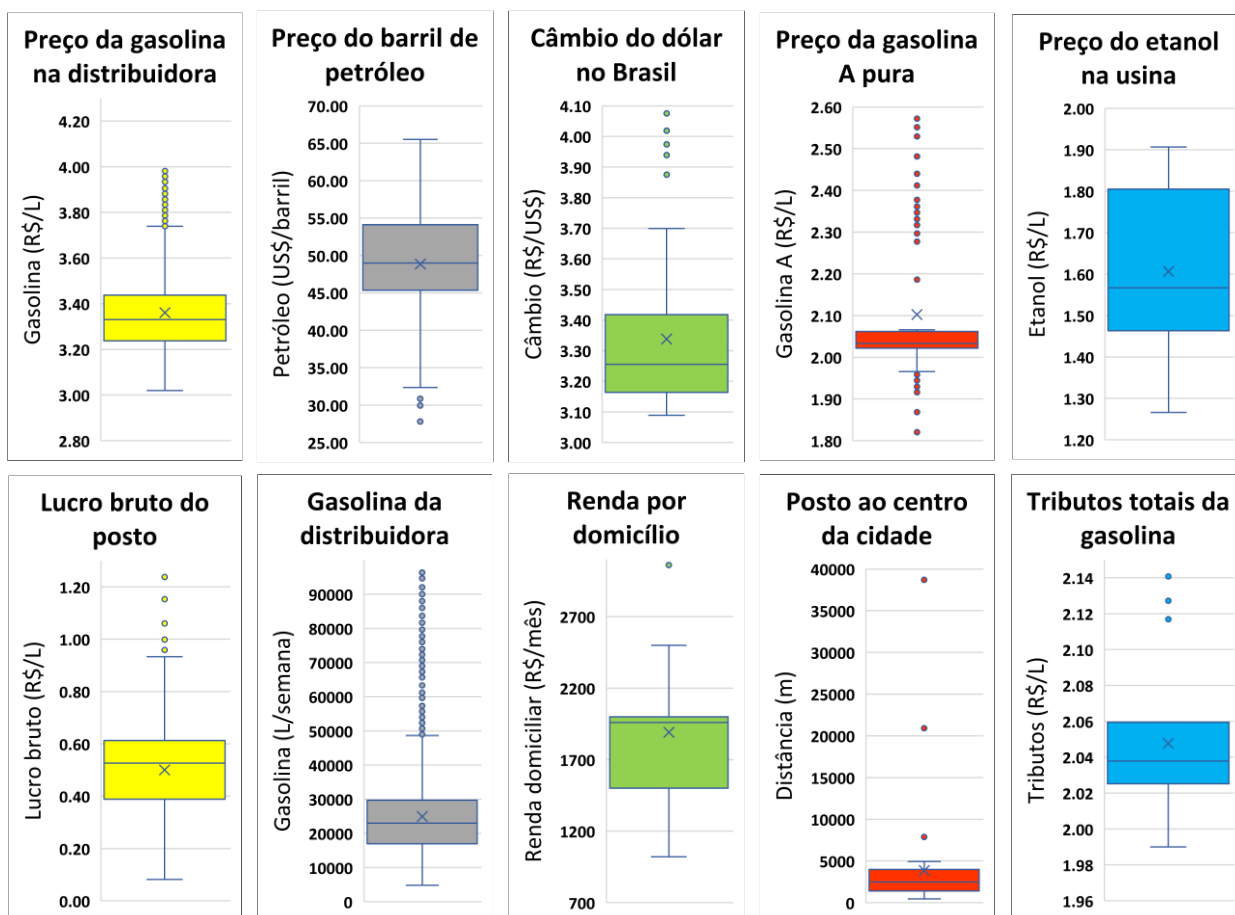 Preço da gasolina
na distribuidora
Gasolina (R$/L)
4.20
4.00
3.80
3.60
3.40
3.20
3.00
2.80
Preço do barril de
petróleo
Petróleo (US$/barril)
70.00
65.00
60.00
55.00
50.00
45.00
40.00
35.00
30.00
25.00
Câmbio do dólar
no Brasil
Câmbio (R$/US$)
4.10
4.00
3.90
3.80
3.70
3.60
3.50
3.40
3.30
3.20
3.10
3.00
Preço da gasolina
A pura
Gasolina A (R$/L)
2.60
2.50
2.40
2.30
2.20
2.10
2.00
1.90
1.80
Preço do etanol
na usina
Etanol (R$/L)
2.00
1.90
1.80
1.70
1.60
1.50
1.40
1.30
1.20
Lucro bruto do
posto
Lucro bruto (R$/L)
1.20
1.00
0.80
0.60
0.40
0.20
0.00
Gasolina da
distribuidora
Gasolina (L/semana)
90000
80000
70000
60000
50000
40000
30000
20000
10000
0
Renda por
domicílio
Renda domiciliar (R$/mês)
2700
2200
1700
1200
700
Posto ao centro
da cidade
Distância (m)
40000
35000
30000
25000
20000
15000
10000
5000
0
Tributos totais da
gasolina
Tributos (R$/L)
2.14
2.12
2.10
2.08
2.06
2.04
2.02
2.00
1.98
1.96